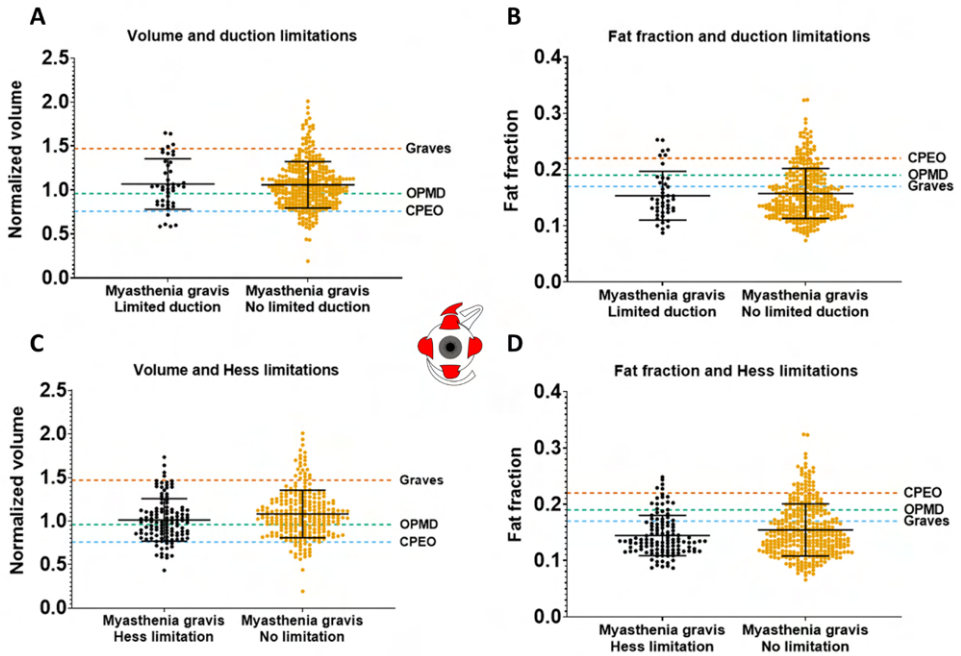 A
Volume and duction limitations
Normalized volume
2.5
2.0
1.5
1.0
0.5
0.0
Graves
OPMD
CPEO
Myasthenia gravis
Limited duction
Myasthenia gravis
No limited duction
B
Fat fraction and duction limitations
Fat fraction
0.4
0.3
0.2
0.1
0.0
CPEO
OPMD
Graves
Myasthenia gravis
Limited duction
Myasthenia gravis
No limited duction
C
Volume and Hess limitations
Normalized volume
2.5
2.0
1.5
1.0
0.5
0.0
Graves
OPMD
CPEO
Myasthenia gravis
Hess limitation
Myasthenia gravis
No limitation
D
Fat fraction and Hess limitations
Fat fraction
0.4
0.3
0.2
0.1
0.0
CPEO
OPMD
Graves
Myasthenia gravis
Hess limitation
Myasthenia gravis
No limitation